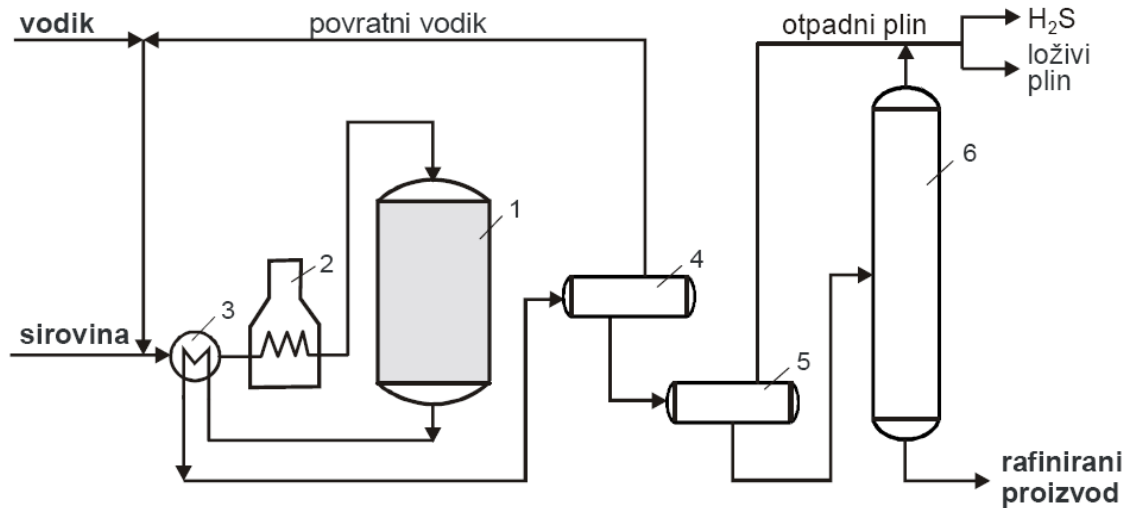 vodik
povratni vodik
otpadni plin
H₂S
loživi
plin
6
1
2
4
3
sirovina
5
rafinirani
proizvod